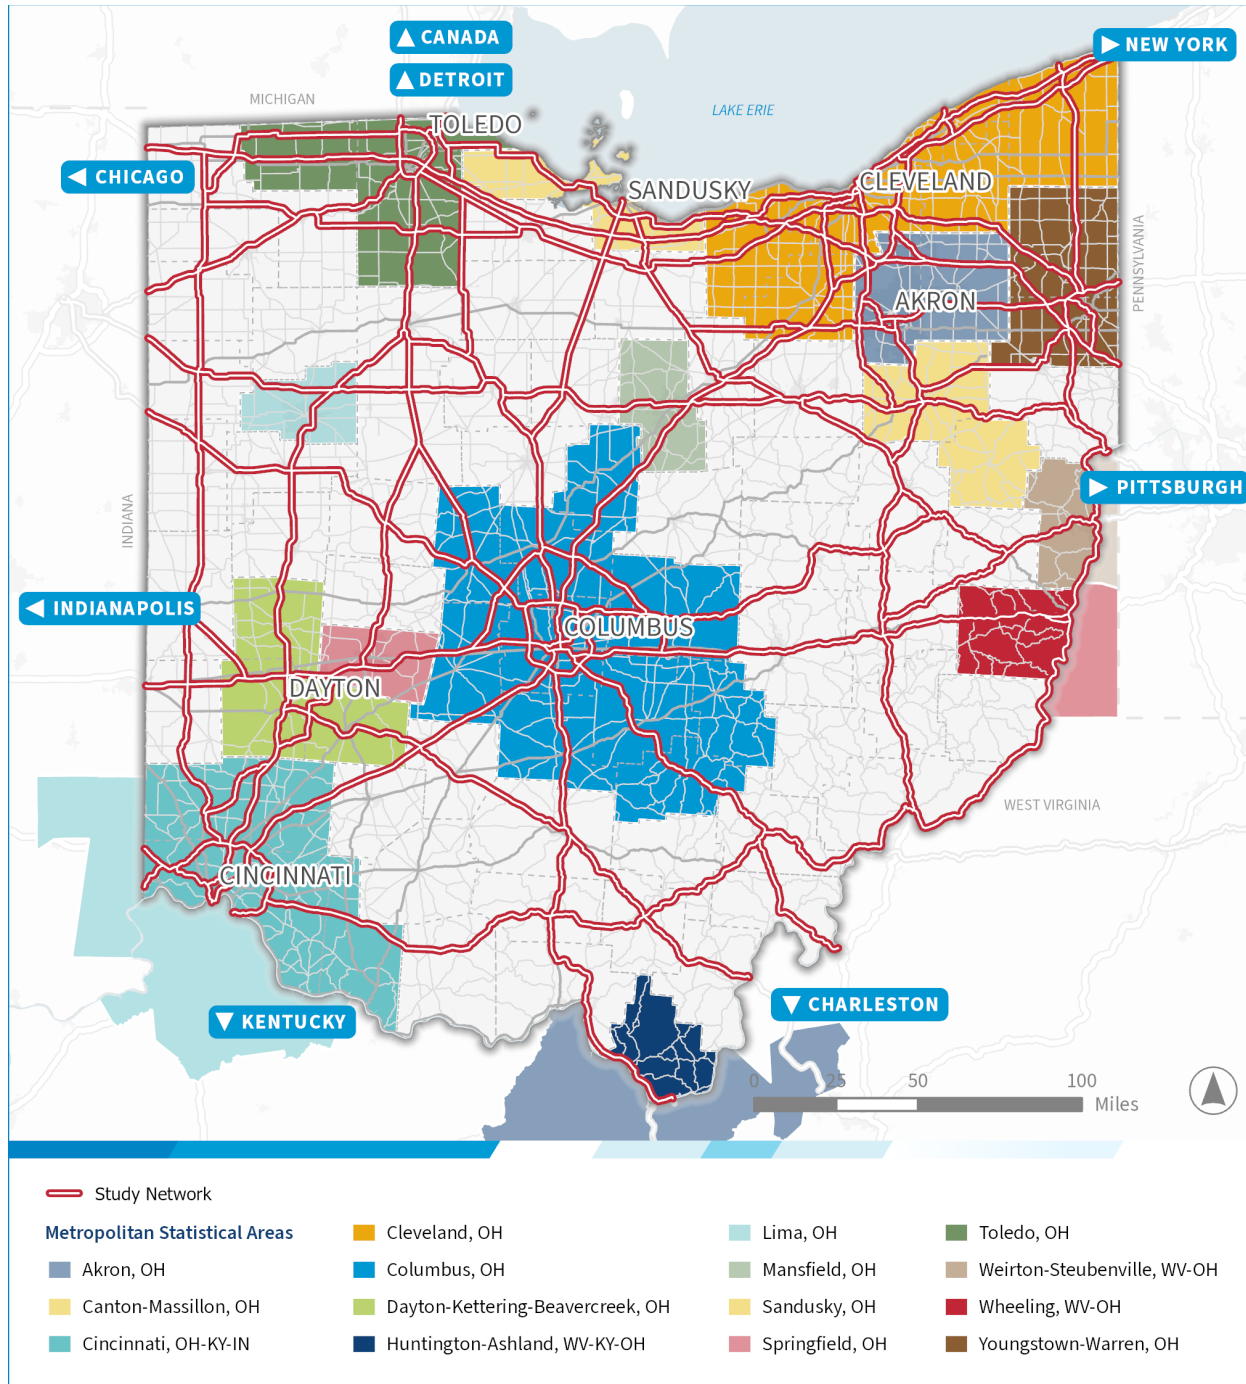 CANADA
NEW YORK
DETROIT
MICHIGAN
LAKE ERIE
TOLEDO
CHICAGO
SANDUSKY
CLEVELAND
PENNSYLVANIA
AKRON
PITTSBURGH
INDIANA
INDIANAPOLIS
COLUMBUS
DAYTON
WEST VIRGINIA
CINCINNATI
CHARLESTON
KENTUCKY
0 25 50 100
Miles
Study Network
Metropolitan Statistical Areas
Akron, OH
Canton-Massillon, OH
Cincinnati, OH-KY-IN
Cleveland, OH
Columbus, OH
Dayton-Kettering-Beavercreek, OH
Huntington-Ashland, WV-KY-OH
Lima, OH
Mansfield, OH
Sandusky, OH
Springfield, OH
Toledo, OH
Weirton-Steubenville, WV-OH
Wheeling, WV-OH
Youngstown-Warren, OH